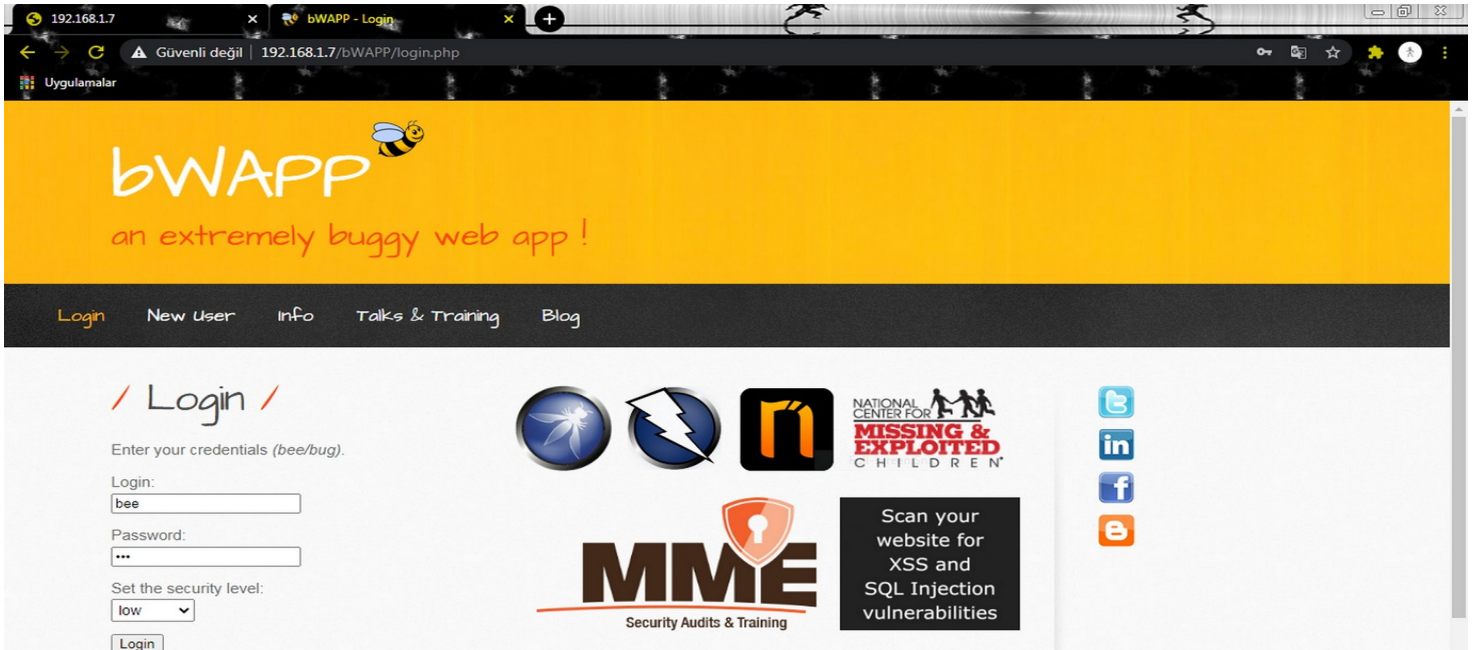 192.168.1.7
bWAPP - Login
Güvenli değil | 192.168.1.7/bWAPP/login.php
Uygulamalar
bWAPP
an extremely buggy web app !
Login New User Info Talks & Training Blog
/ Login /
Enter your credentials (bee/bug).
Login:
bee
Password:
•••
Set the security level:
low
Login
n
NATIONAL
CENTER FOR
MISSING &
EXPLOITED
CHILDREN
MME
Security Audits & Training
Scan your
website for
XSS and
SQL Injection
vulnerabilities
in
f